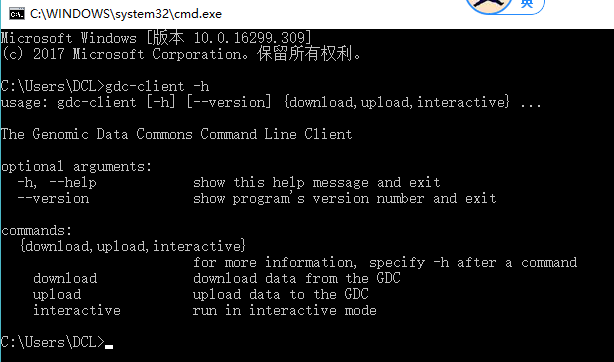 C:\WINDOWS\system32\cmd.exe
英
Microsoft Windows [版本 10.0.16299.309]
(c) 2017 Microsoft Corporation。保留所有权利。
C:\Users\DCL>gdc-client -h
usage: gdc-client [-h] [--version] {download,upload,interactive} ...
The Genomic Data Commons Command Line Client
optional arguments:
-h, --help show this help message and exit
--version show program's version number and exit
commands:
{download,upload,interactive}
for more information, specify -h after a command
download download data from the GDC
upload upload data to the GDC
interactive run in interactive mode
C:\Users\DCL>